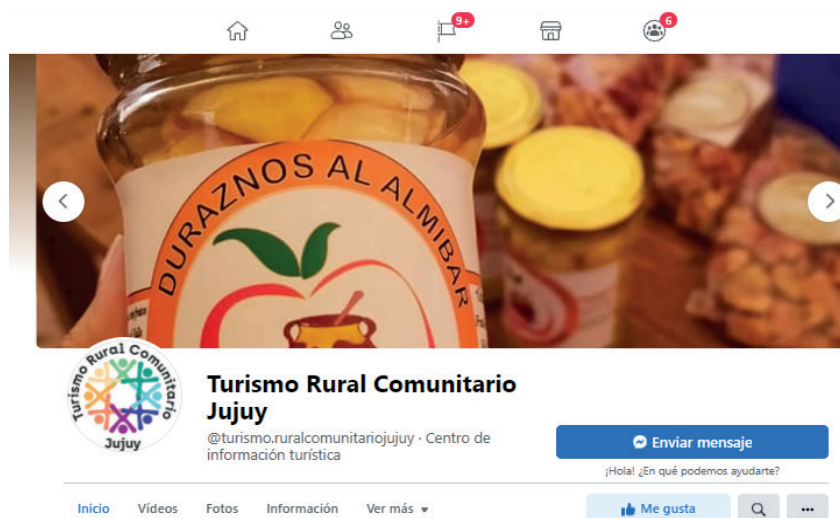 9+
6
DURAZNOS AL ALMIBAR
Turismo Rural Comunitario
Jujuy
Turismo Rural Comunitario
Jujuy
@turismo.ruralcomunitariojujuy · Centro de
información turística
Enviar mensaje
¡Hola! ¿En qué podemos ayudarte?
Inicio Vídeos Fotos Información Ver más
Me gusta